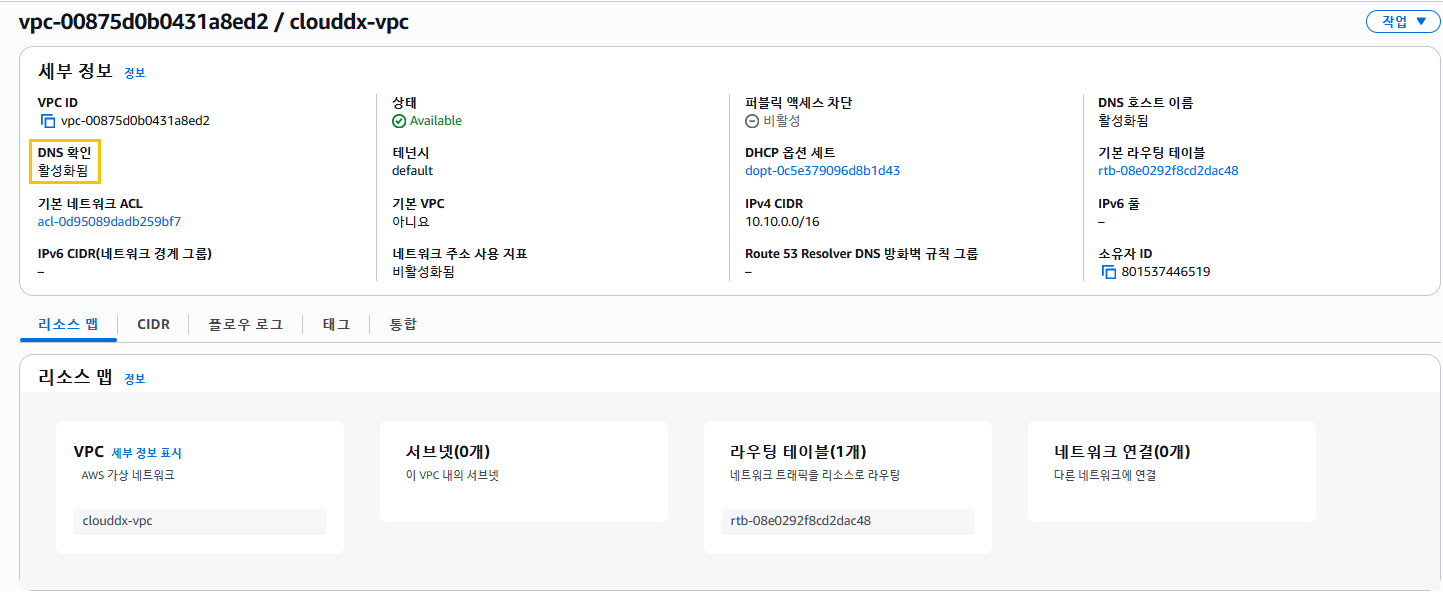 vpc-00875d0b0431a8ed2 / clouddx-vpc
작업 ▼
세부 정보 정보
VPC ID
vpc-00875d0b0431a8ed2
상태
Available
퍼블릭 액세스 차단
비활성
DNS 호스트 이름
활성화됨
DNS 확인
활성화됨
테넌시
default
DHCP 옵션 세트
dopt-0c5e379096d8b1d43
기본 라우팅 테이블
rtb-08e0292f8cd2dac48
기본 네트워크 ACL
acl-0d95089dadb259bf7
기본 VPC
아니요
IPv4 CIDR
10.10.0.0/16
IPv6 풀
–
IPv6 CIDR(네트워크 경계 그룹)
–
네트워크 주소 사용 지표
비활성화됨
Route 53 Resolver DNS 방화벽 규칙 그룹
–
소유자 ID
801537446519
리소스 맵 CIDR 플로우 로그 태그 통합
리소스 맵 정보
VPC 세부 정보 표시
AWS 가상 네트워크
clouddx-vpc
서브넷(0개)
이 VPC 내의 서브넷
라우팅 테이블(1개)
네트워크 트래픽을 리소스로 라우팅
rtb-08e0292f8cd2dac48
네트워크 연결(0개)
다른 네트워크에 연결